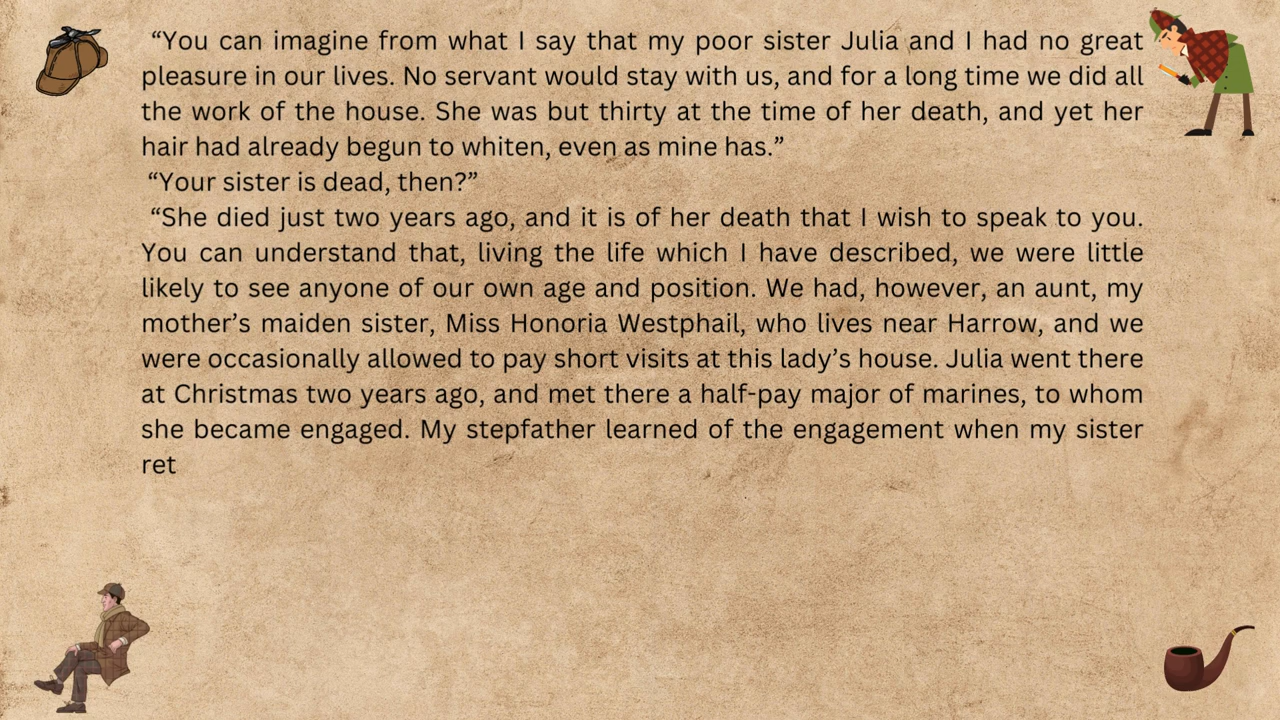 “You can imagine from what I say that my poor sister Julia and I had no great
pleasure in our lives. No servant would stay with us, and for a long time we did all
the work of the house. She was but thirty at the time of her death, and yet her
hair had already begun to whiten, even as mine has.”
“Your sister is dead, then?”
“She died just two years ago, and it is of her death that I wish to speak to you.
You can understand that, living the life which I have described, we were little
likely to see anyone of our own age and position. We had, however, an aunt, my
mother’s maiden sister, Miss Honoria Westphail, who lives near Harrow, and we
were occasionally allowed to pay short visits at this lady’s house. Julia went there
at Christmas two years ago, and met there a half-pay major of marines, to whom
she became engaged. My stepfather learned of the engagement when my sister
ret